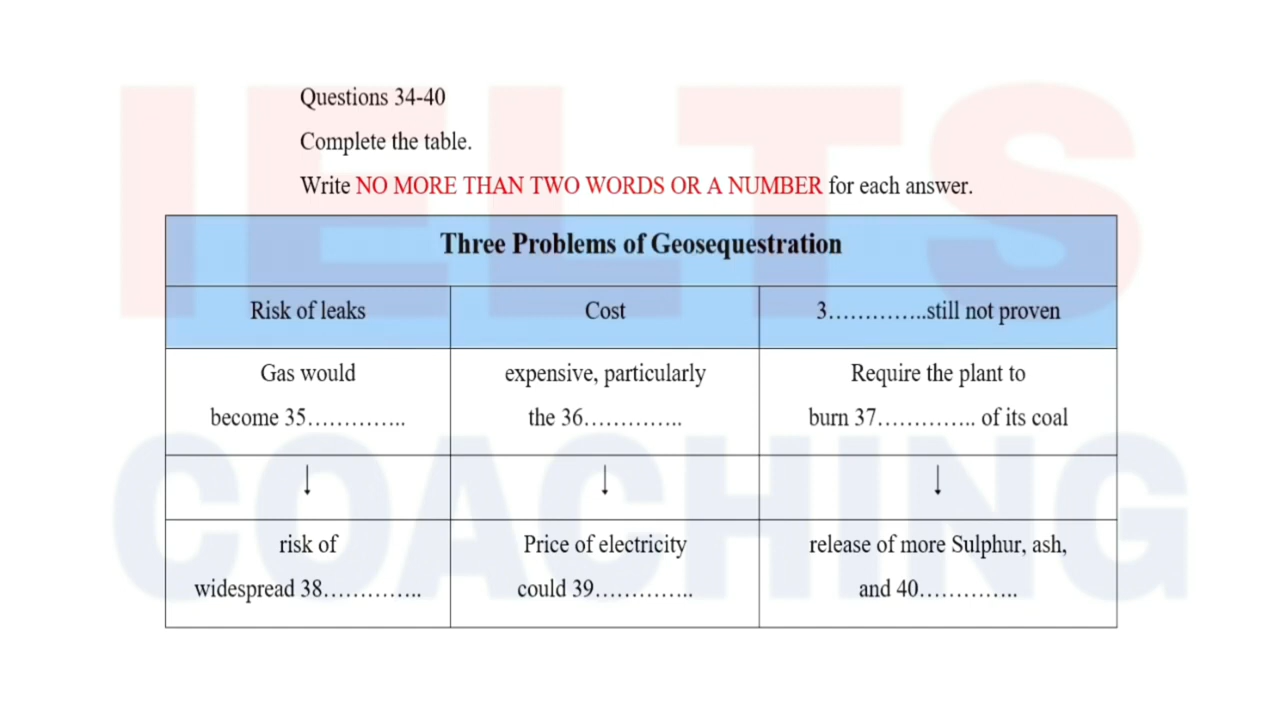 IELTS
COACHING
Questions 34-40
Complete the table.
Write NO MORE THAN TWO WORDS OR A NUMBER for each answer.
Three Problems of Geosequestration
Risk of leaks
Cost
3…………..still not proven
Gas would
become 35…………..
expensive, particularly
the 36…………..
Require the plant to
burn 37………….. of its coal
↓
↓
↓
risk of
widespread 38…………..
Price of electricity
could 39…………..
release of more Sulphur, ash,
and 40…………..